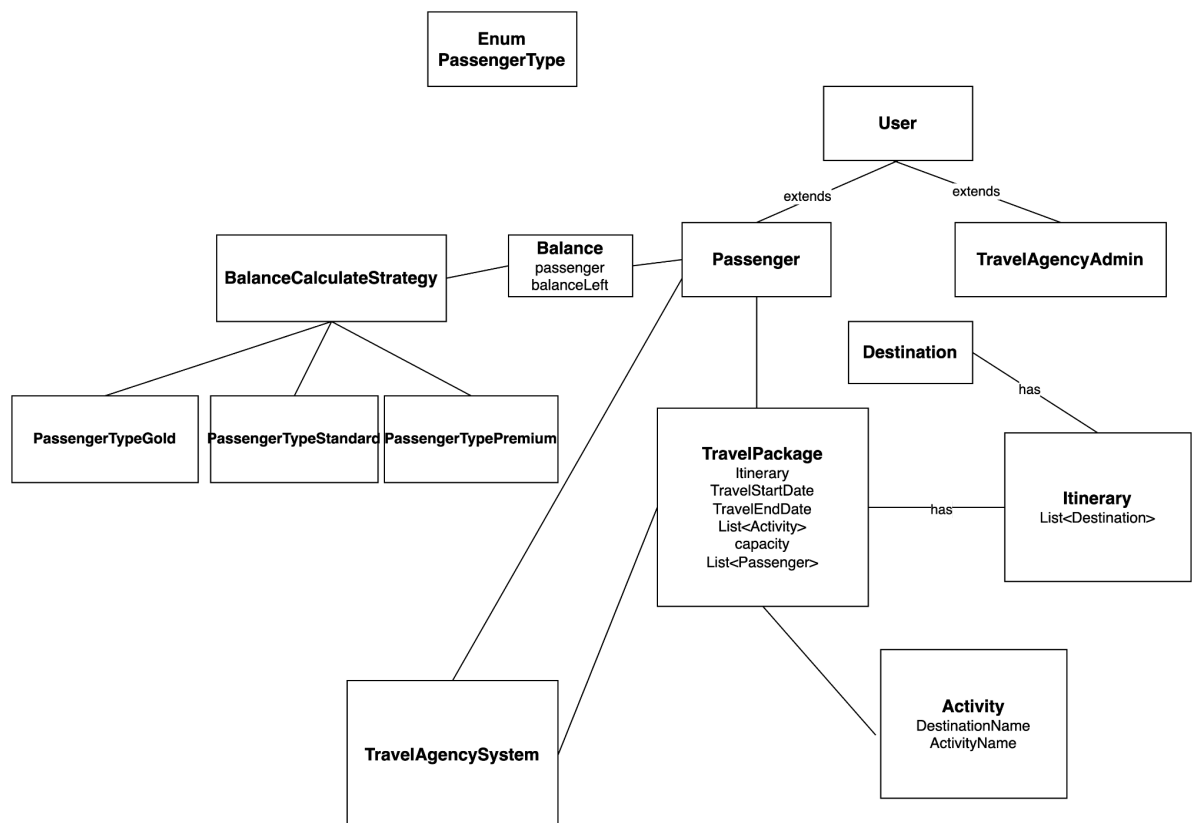 Enum
PassengerType
User
extends
extends
BalanceCalculateStrategy
Balance
passenger
balanceLeft
Passenger
TravelAgencyAdmin
Destination
has
PassengerTypeGold
PassengerTypeStandard
PassengerTypePremium
TravelPackage
Itinerary
TravelStartDate
TravelEndDate
List<Activity>
capacity
List<Passenger>
has
Itinerary
List<Destination>
TravelAgencySystem
Activity
DestinationName
ActivityName